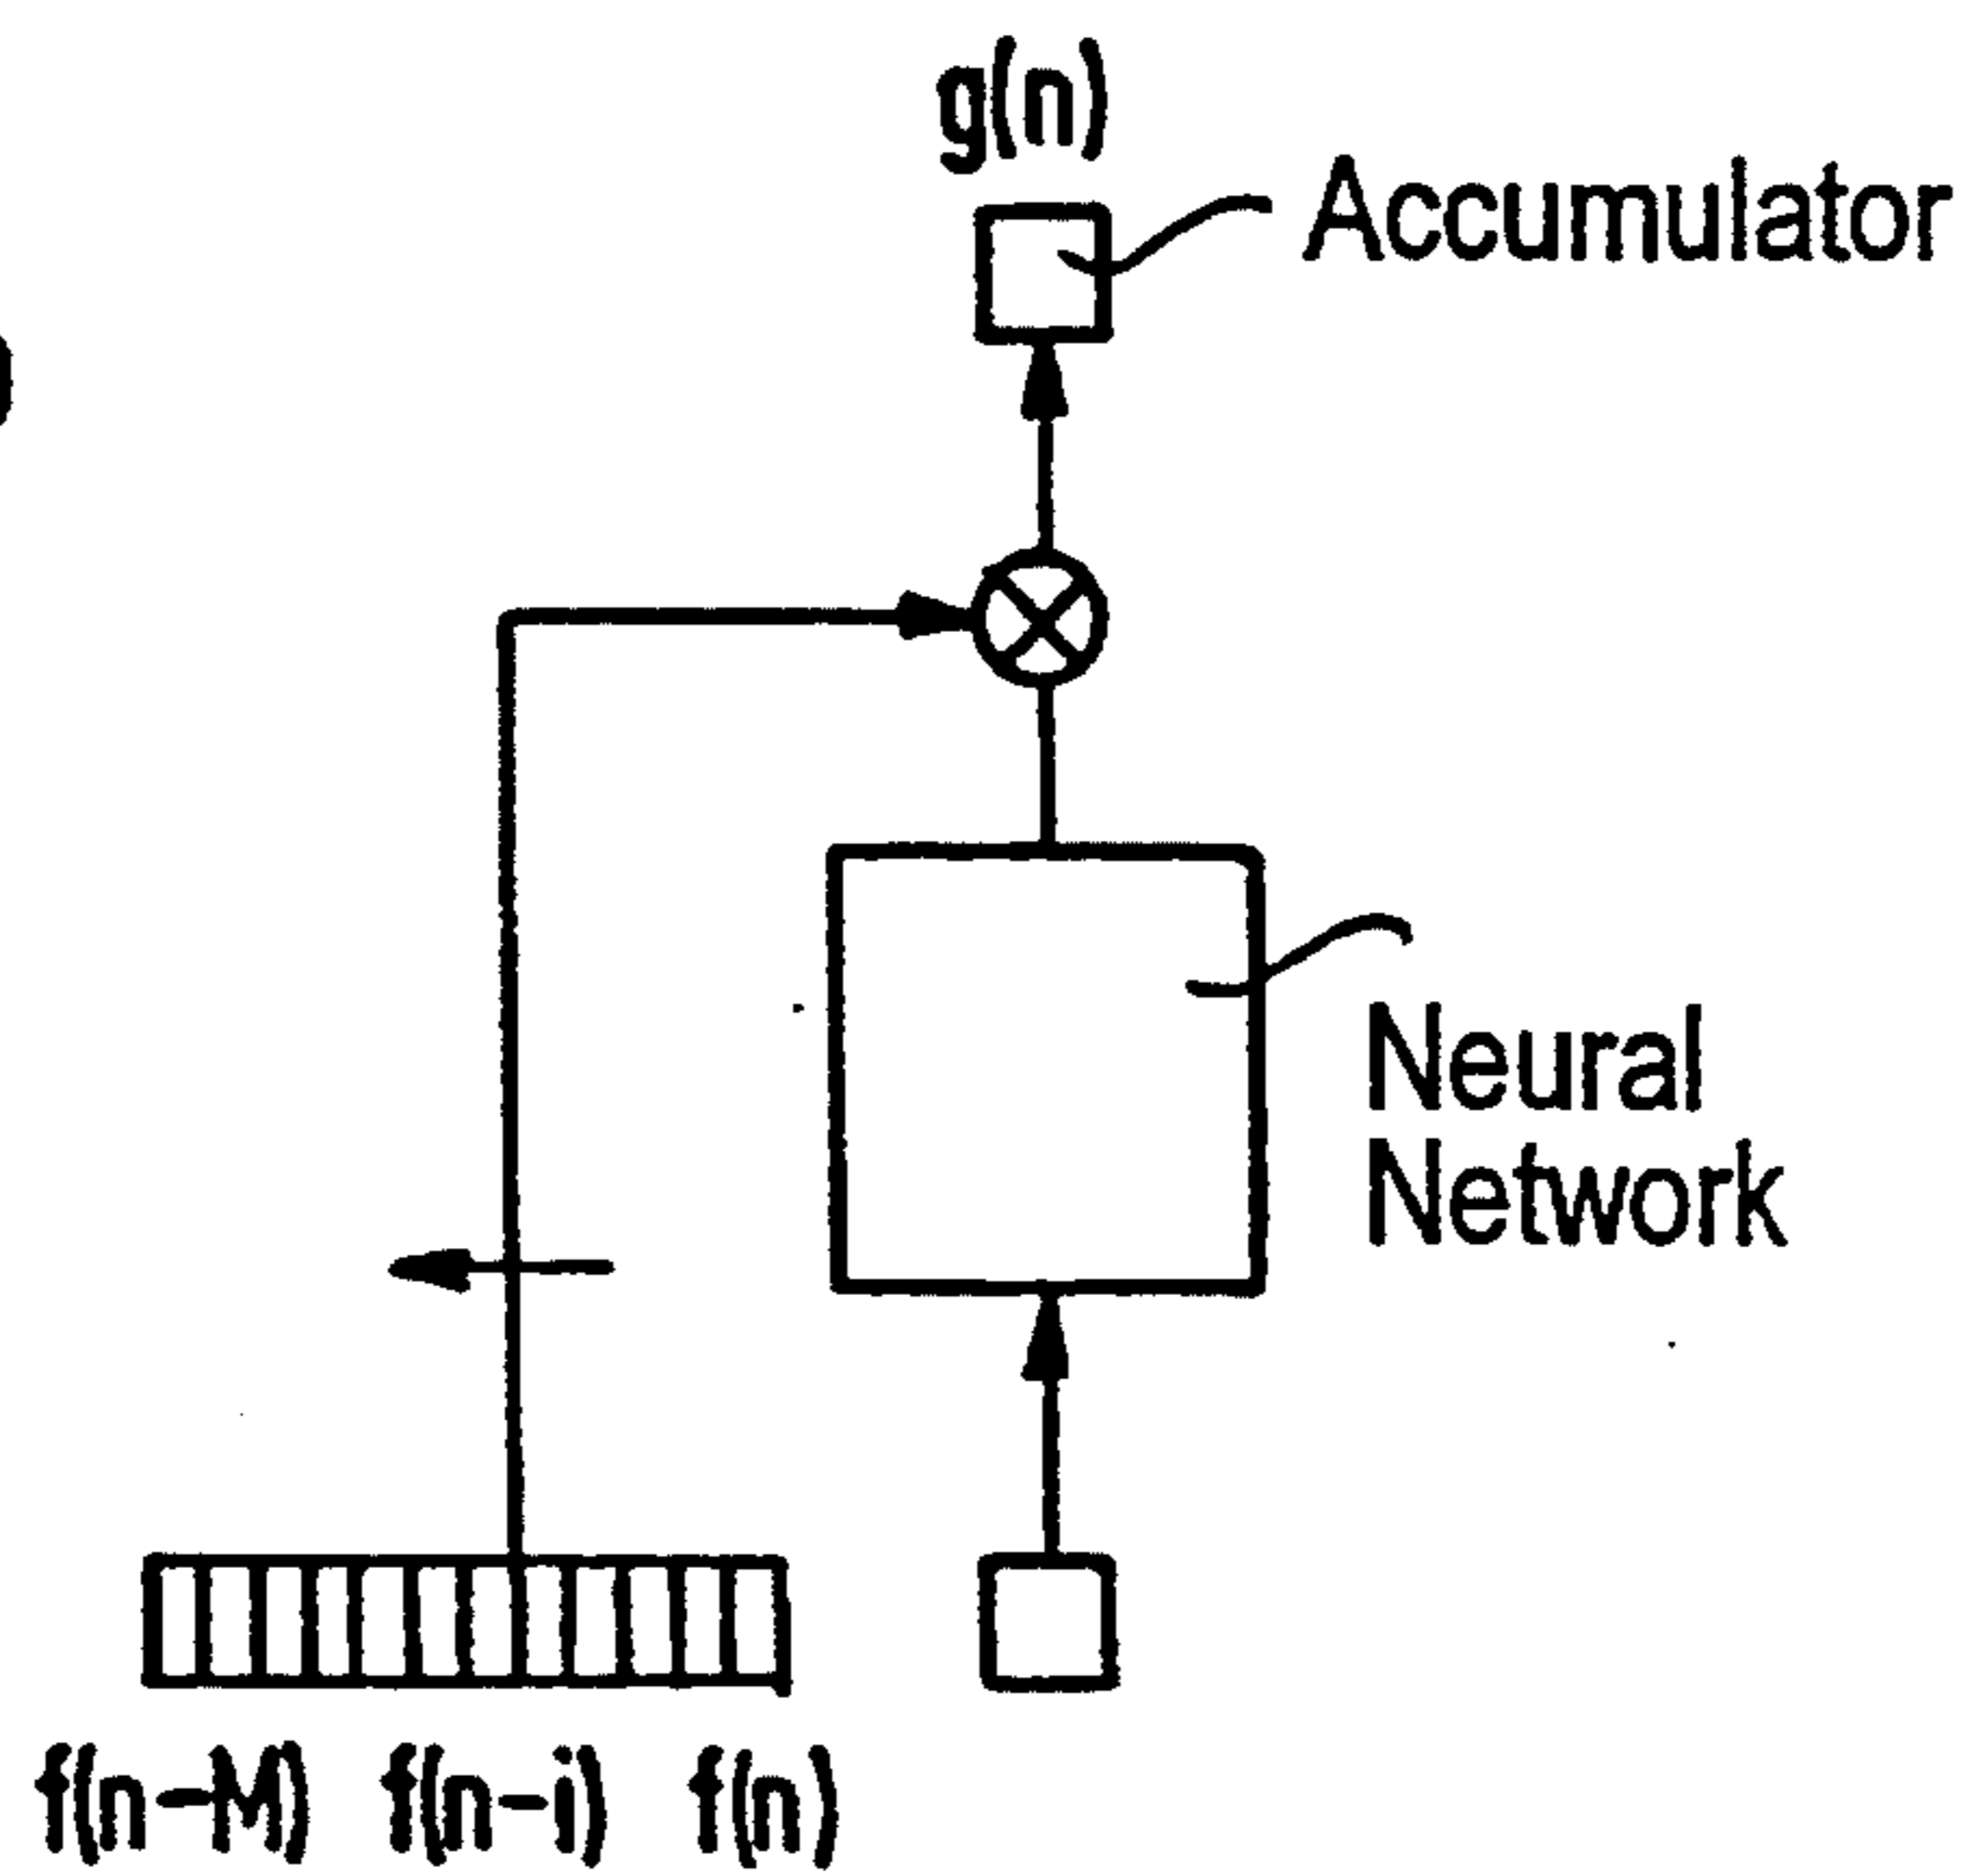 g(n)
Accumulator
Neural
Network
f(n-M) f(n-i) f(n)